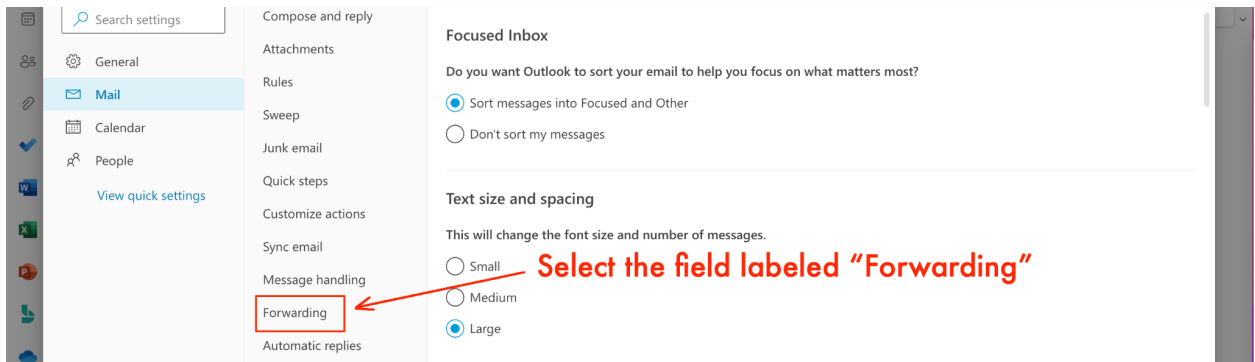 Search settings
General
Mail
Calendar
People
View quick settings
Compose and reply
Attachments
Rules
Sweep
Junk email
Quick steps
Customize actions
Sync email
Message handling
Forwarding
Automatic replies
Focused Inbox
Do you want Outlook to sort your email to help you focus on what matters most?
Sort messages into Focused and Other
Don't sort my messages
Text size and spacing
This will change the font size and number of messages.
Small
Medium
Large
Select the field labeled “Forwarding”
W
X
P